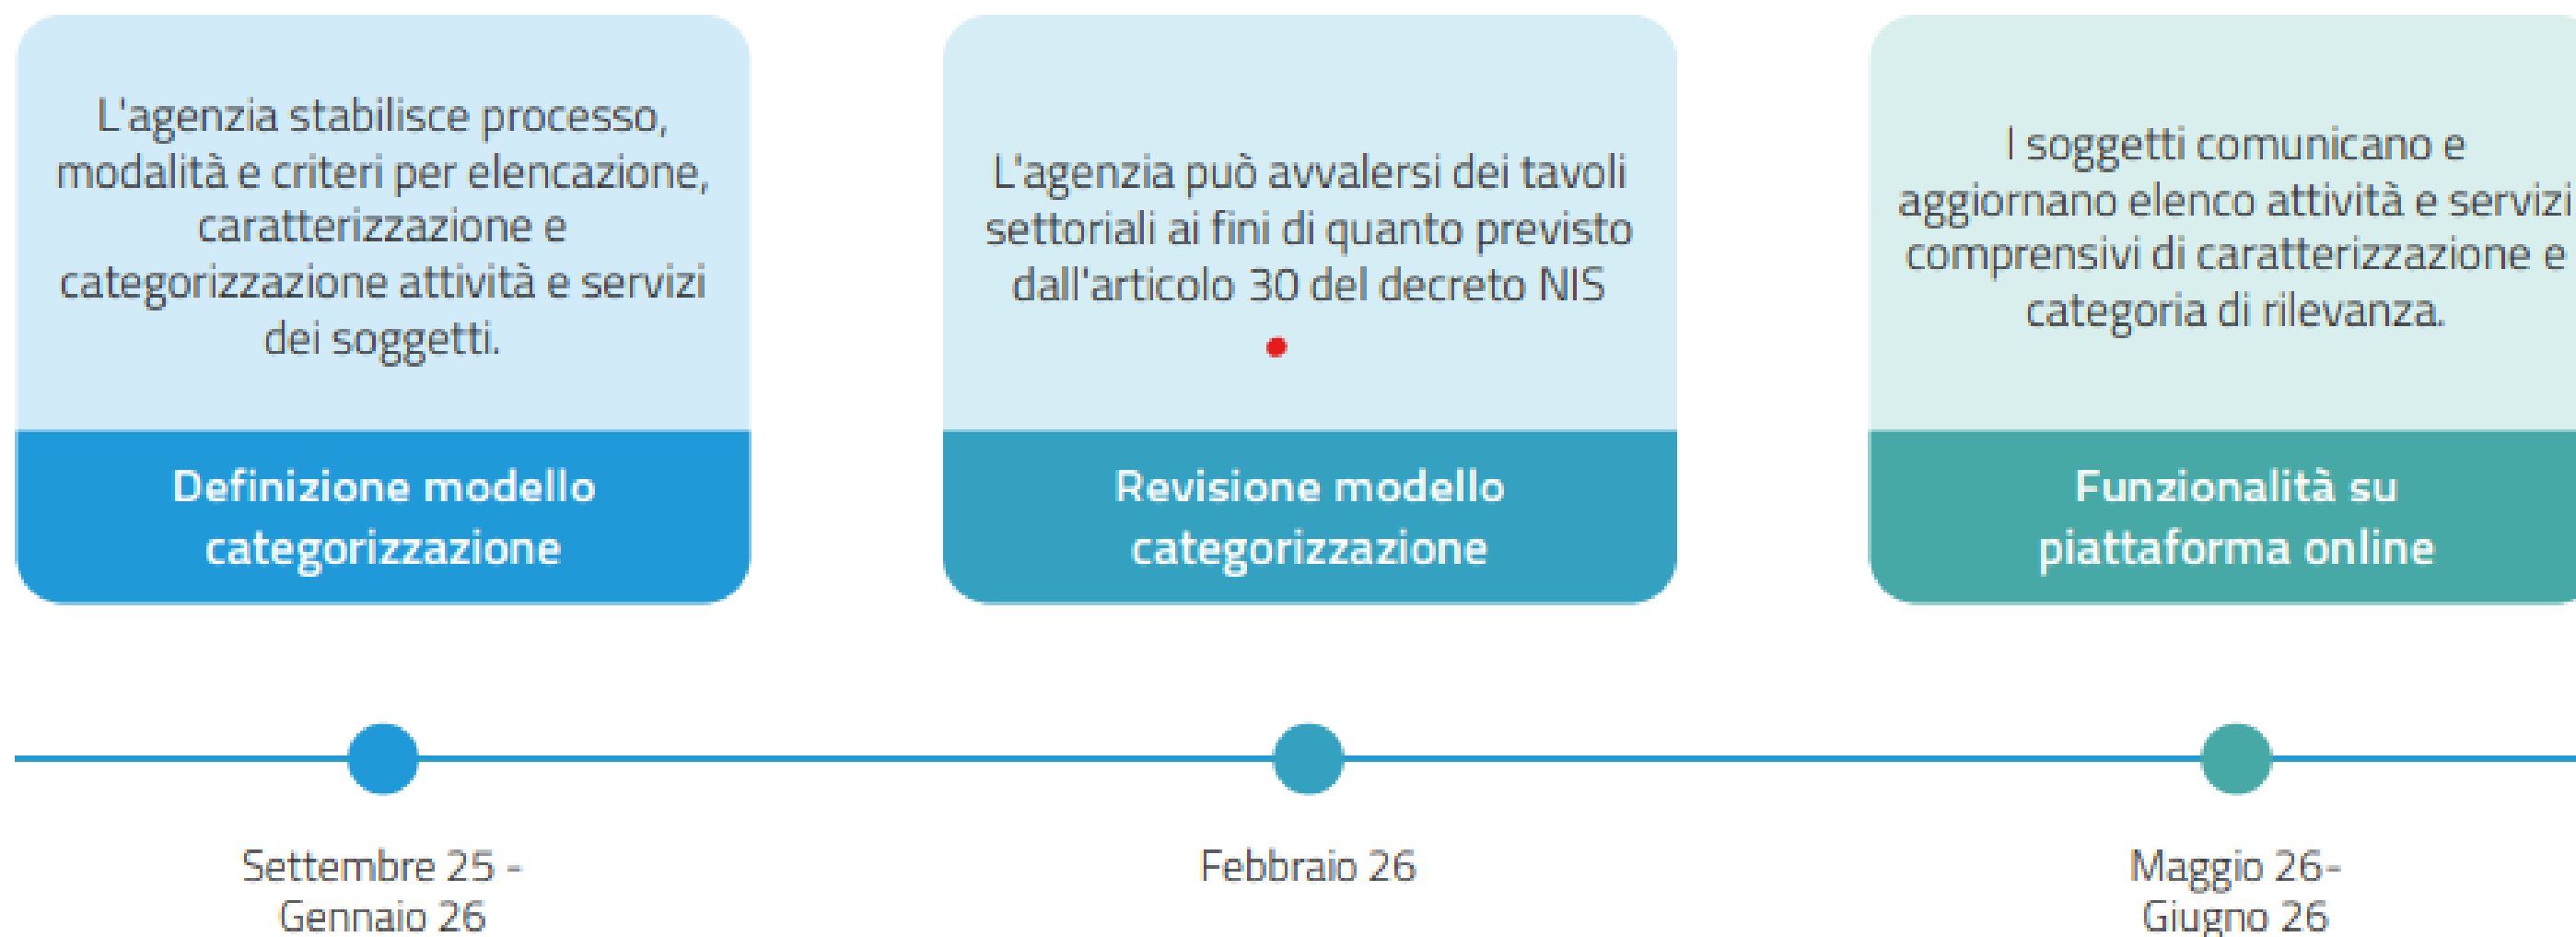 L'agenzia stabilisce processo,
modalità e criteri per elencazione,
caratterizzazione e
categorizzazione attività e servizi
dei soggetti.
Definizione modello
categorizzazione
Settembre 25 -
Gennaio 26
L'agenzia può avvalersi dei tavoli
settoriali ai fini di quanto previsto
dall'articolo 30 del decreto NIS
Revisione modello
categorizzazione
Febbraio 26
I soggetti comunicano e
aggiornano elenco attività e servizi
comprensivi di caratterizzazione e
categoria di rilevanza.
Funzionalità su
piattaforma online
Maggio 26-
Giugno 26